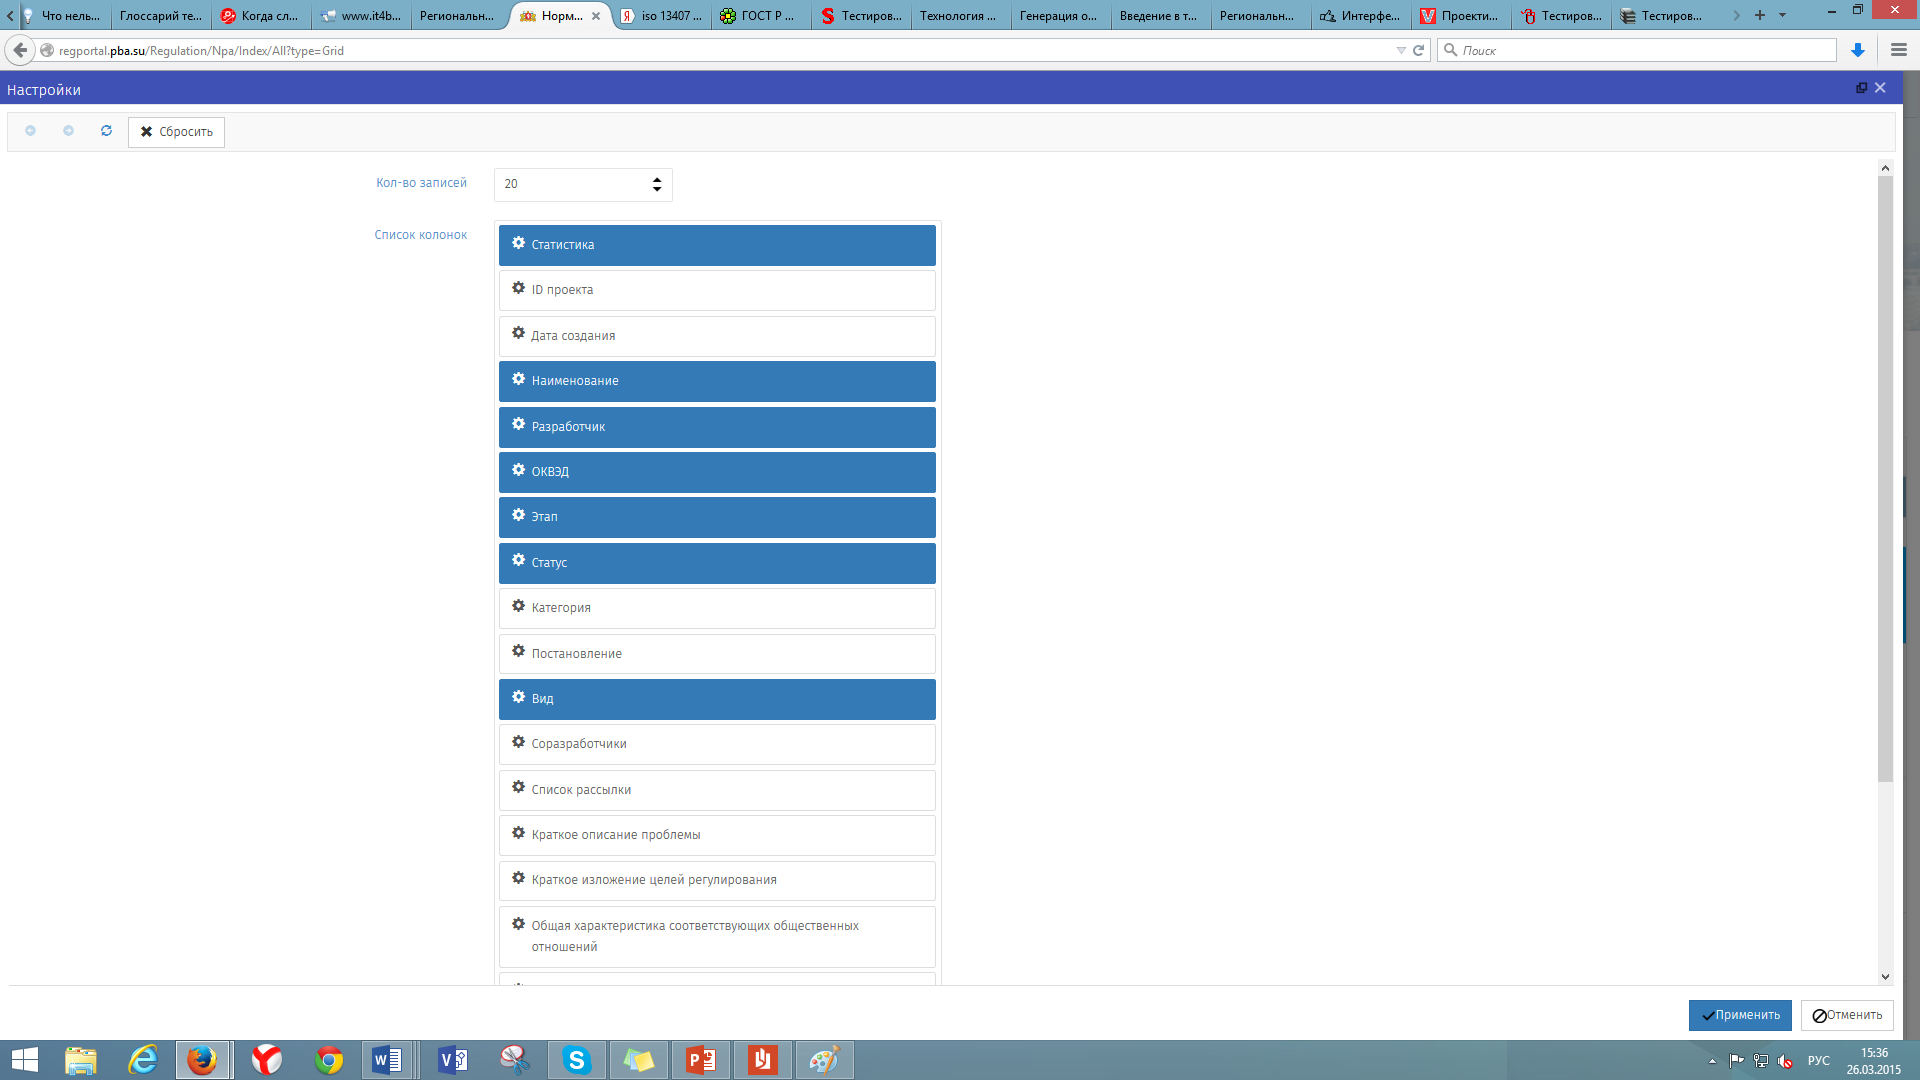 Что нель...
Глоссарий те...
Когда сл...
www.it4b...
Региональн...
Норм...
iso 13407 ...
ГОСТ Р ...
Тестиров...
Технология ...
Генерация о...
Введение в т...
Региональн...
Интерфе...
Проекти...
Тестиров...
Тестиров...
regportal.pba.su/Regulation/Npa/Index/All?type=Grid
Поиск
Настройки
Сбросить
Кол-во записей
20
Список колонок
Статистика
ID проекта
Дата создания
Наименование
Разработчик
ОКВЭД
Этап
Статус
Категория
Постановление
Вид
Соразработчики
Список рассылки
Краткое описание проблемы
Краткое изложение целей регулирования
Общая характеристика соответствующих общественных
отношений
Применить
Отменить
РУС
15:36
26.03.2015